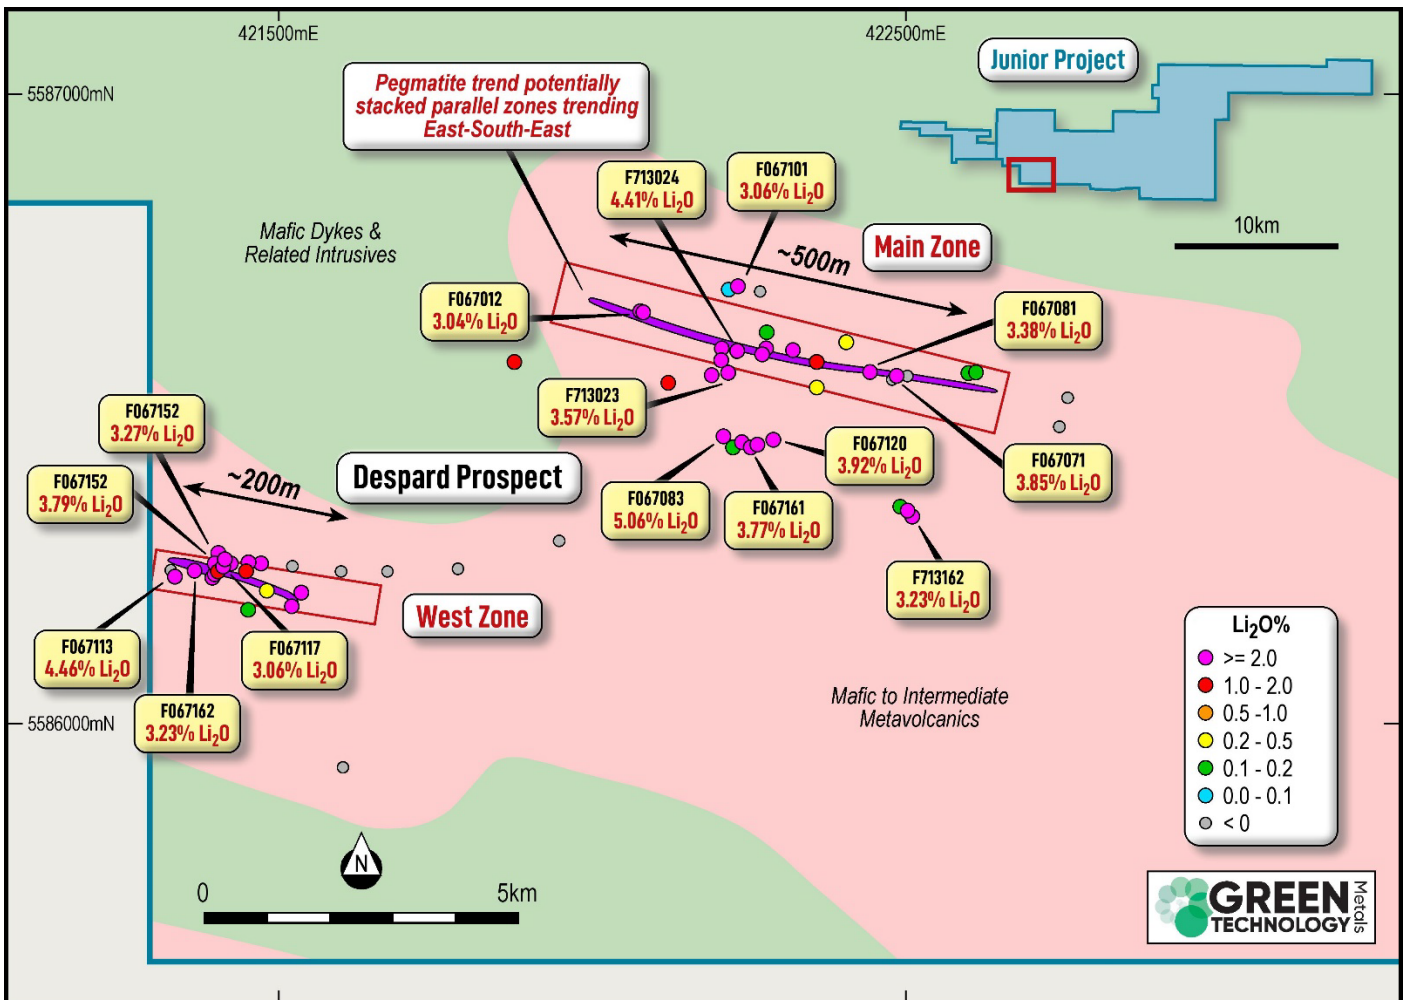 421500mE
422500mE
5587000mN
Junior Project
10km
Pegmatite trend potentially
stacked parallel zones trending
East-South-East
F713024
4.41% Li₂O
F067101
3.06% Li₂O
Mafic Dykes &
Related Intrusives
~500m
Main Zone
F067012
3.04% Li₂O
F067081
3.38% Li₂O
F713023
3.57% Li₂O
F067152
3.27% Li₂O
F067152
3.79% Li₂O
~200m
Despard Prospect
F067083
5.06% Li₂O
F067161
3.77% Li₂O
F067120
3.92% Li₂O
F067071
3.85% Li₂O
F713162
3.23% Li₂O
West Zone
F067113
4.46% Li₂O
F067117
3.06% Li₂O
F067162
3.23% Li₂O
5586000mN
Mafic to Intermediate
Metavolcanics
Li₂O%
>= 2.0
1.0 - 2.0
0.5 -1.0
0.2 - 0.5
0.1 - 0.2
0.0 - 0.1
< 0
N
0 5km
GREEN
TECHNOLOGY
Metals